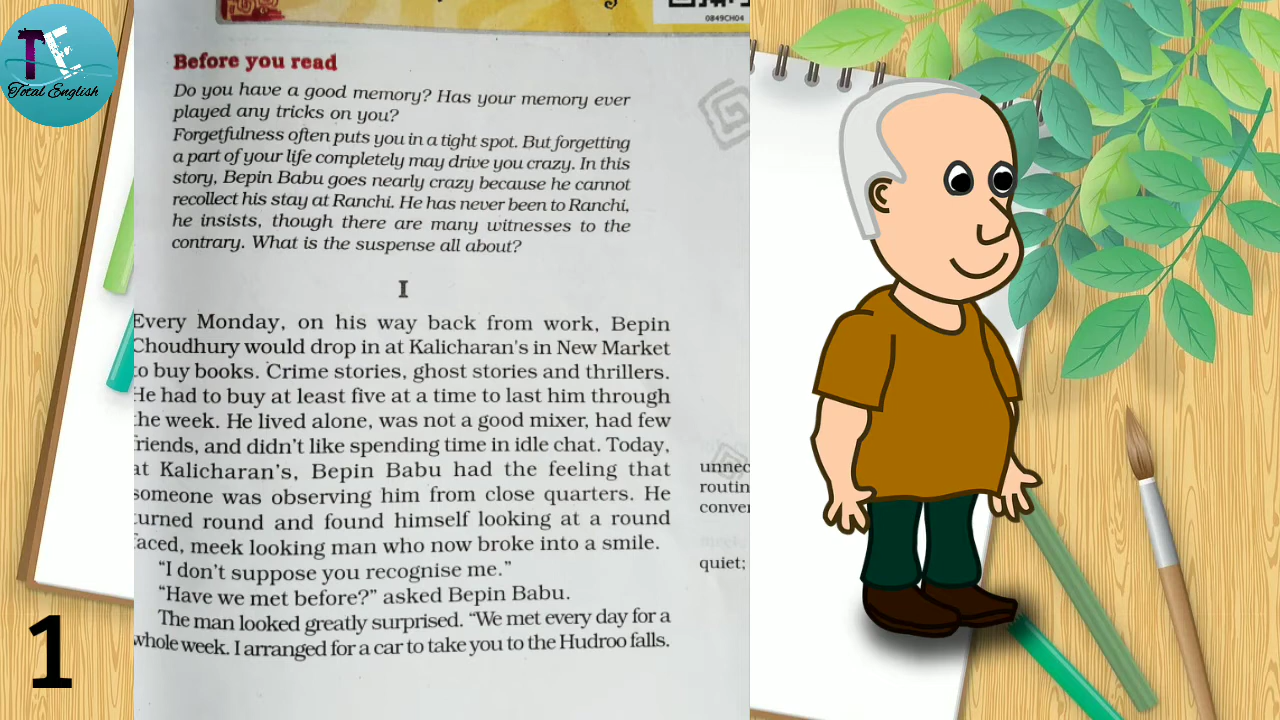 TE
Total English
0849CH04
Before you read
Do you have a good memory? Has your memory ever
played any tricks on you?
Forgetfulness often puts you in a tight spot. But forgetting
a part of your life completely may drive you crazy. In this
story, Bepin Babu goes nearly crazy because he cannot
recollect his stay at Ranchi. He has never been to Ranchi,
he insists, though there are many witnesses to the
contrary. What is the suspense all about?
I
Every Monday, on his way back from work, Bepin
Choudhury would drop in at Kalicharan's in New Market
to buy books. Crime stories, ghost stories and thrillers.
He had to buy at least five at a time to last him through
the week. He lived alone, was not a good mixer, had few
friends, and didn't like spending time in idle chat. Today,
at Kalicharan's, Bepin Babu had the feeling that
someone was observing him from close quarters. He
turned round and found himself looking at a round
faced, meek looking man who now broke into a smile.
"I don't suppose you recognise me."
"Have we met before?" asked Bepin Babu.
The man looked greatly surprised. "We met every day for a
whole week. I arranged for a car to take you to the Hudroo falls.
unnec
routin
conver
quiet;
1